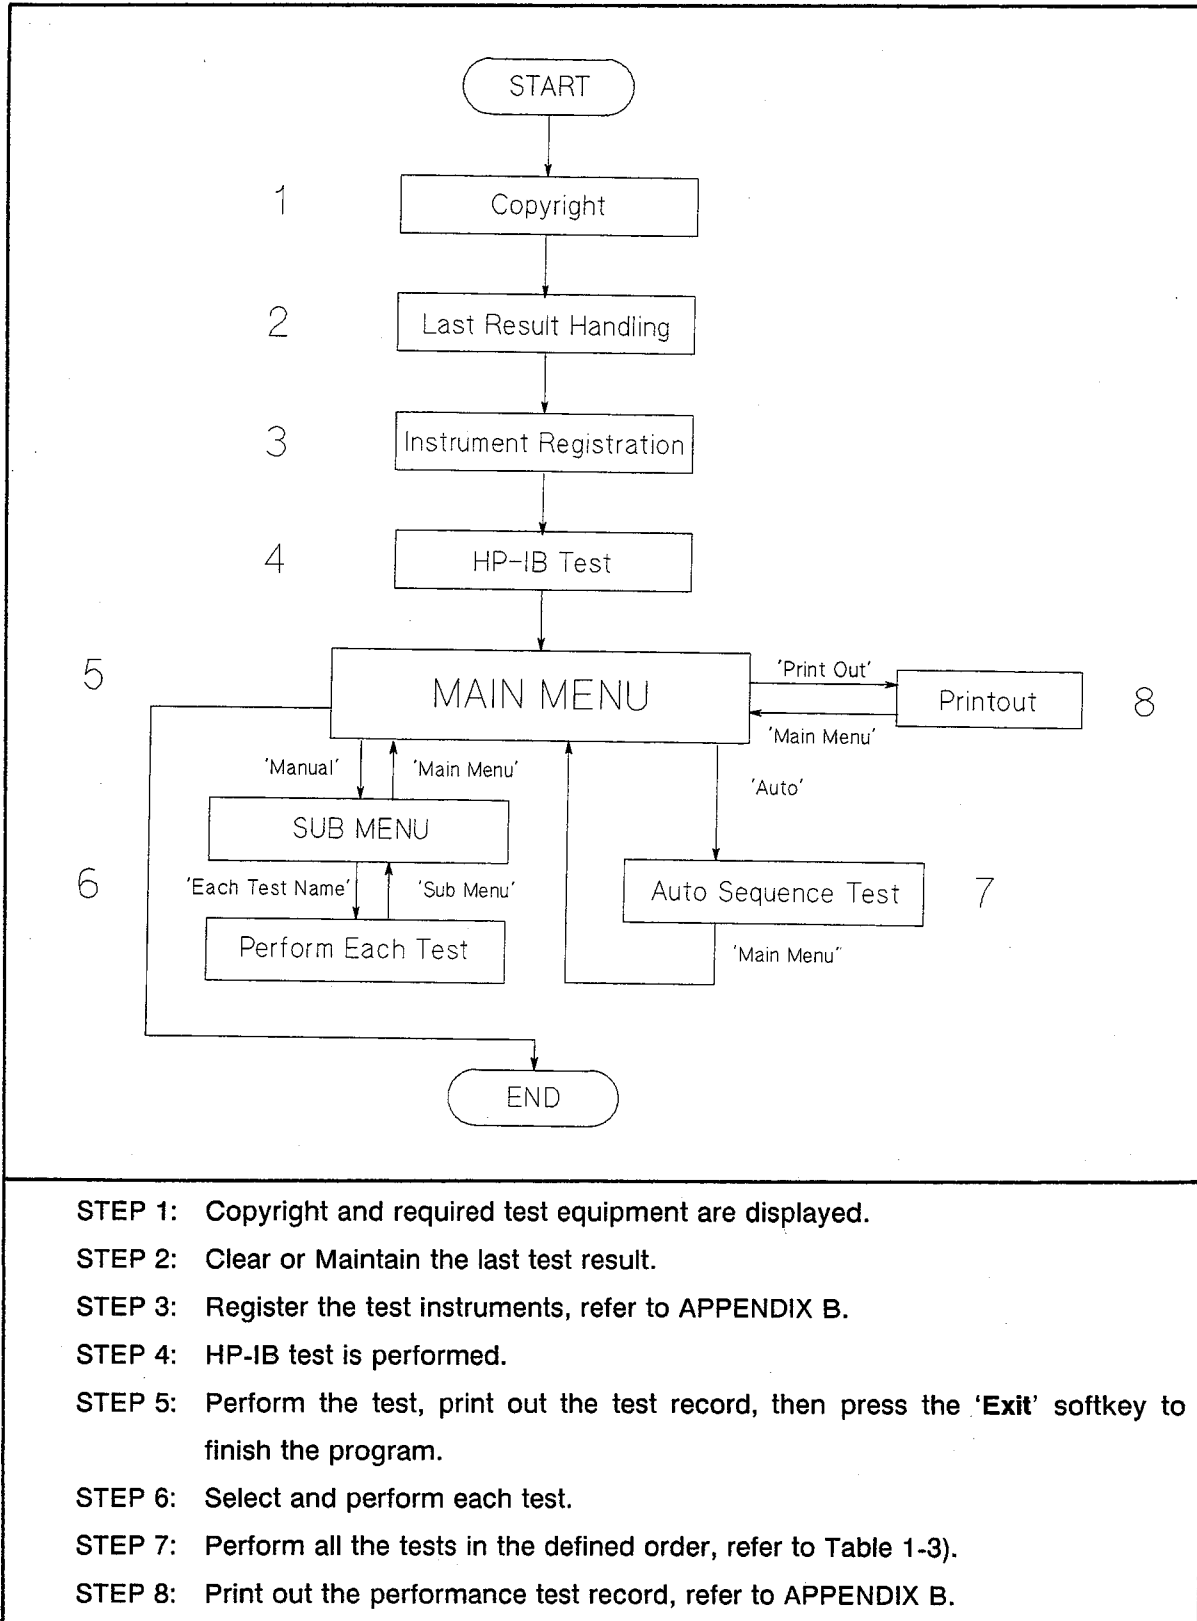 START
1
Copyright
2
Last Result Handling
3
Instrument Registration
4
HP-IB Test
5
MAIN MENU
'Print Out'
Printout
8
'Main Menu'
'Manual'
'Main Menu'
'Auto'
SUB MENU
6
'Each Test Name'
'Sub Menu'
Auto Sequence Test
7
Perform Each Test
'Main Menu"
END
STEP 1: Copyright and required test equipment are displayed.
STEP 2: Clear or Maintain the last test result.
STEP 3: Register the test instruments, refer to APPENDIX B.
STEP 4: HP-IB test is performed.
STEP 5: Perform the test, print out the test record, then press the 'Exit' softkey to
finish the program.
STEP 6: Select and perform each test.
STEP 7: Perform all the tests in the defined order, refer to Table 1-3).
STEP 8: Print out the performance test record, refer to APPENDIX B.